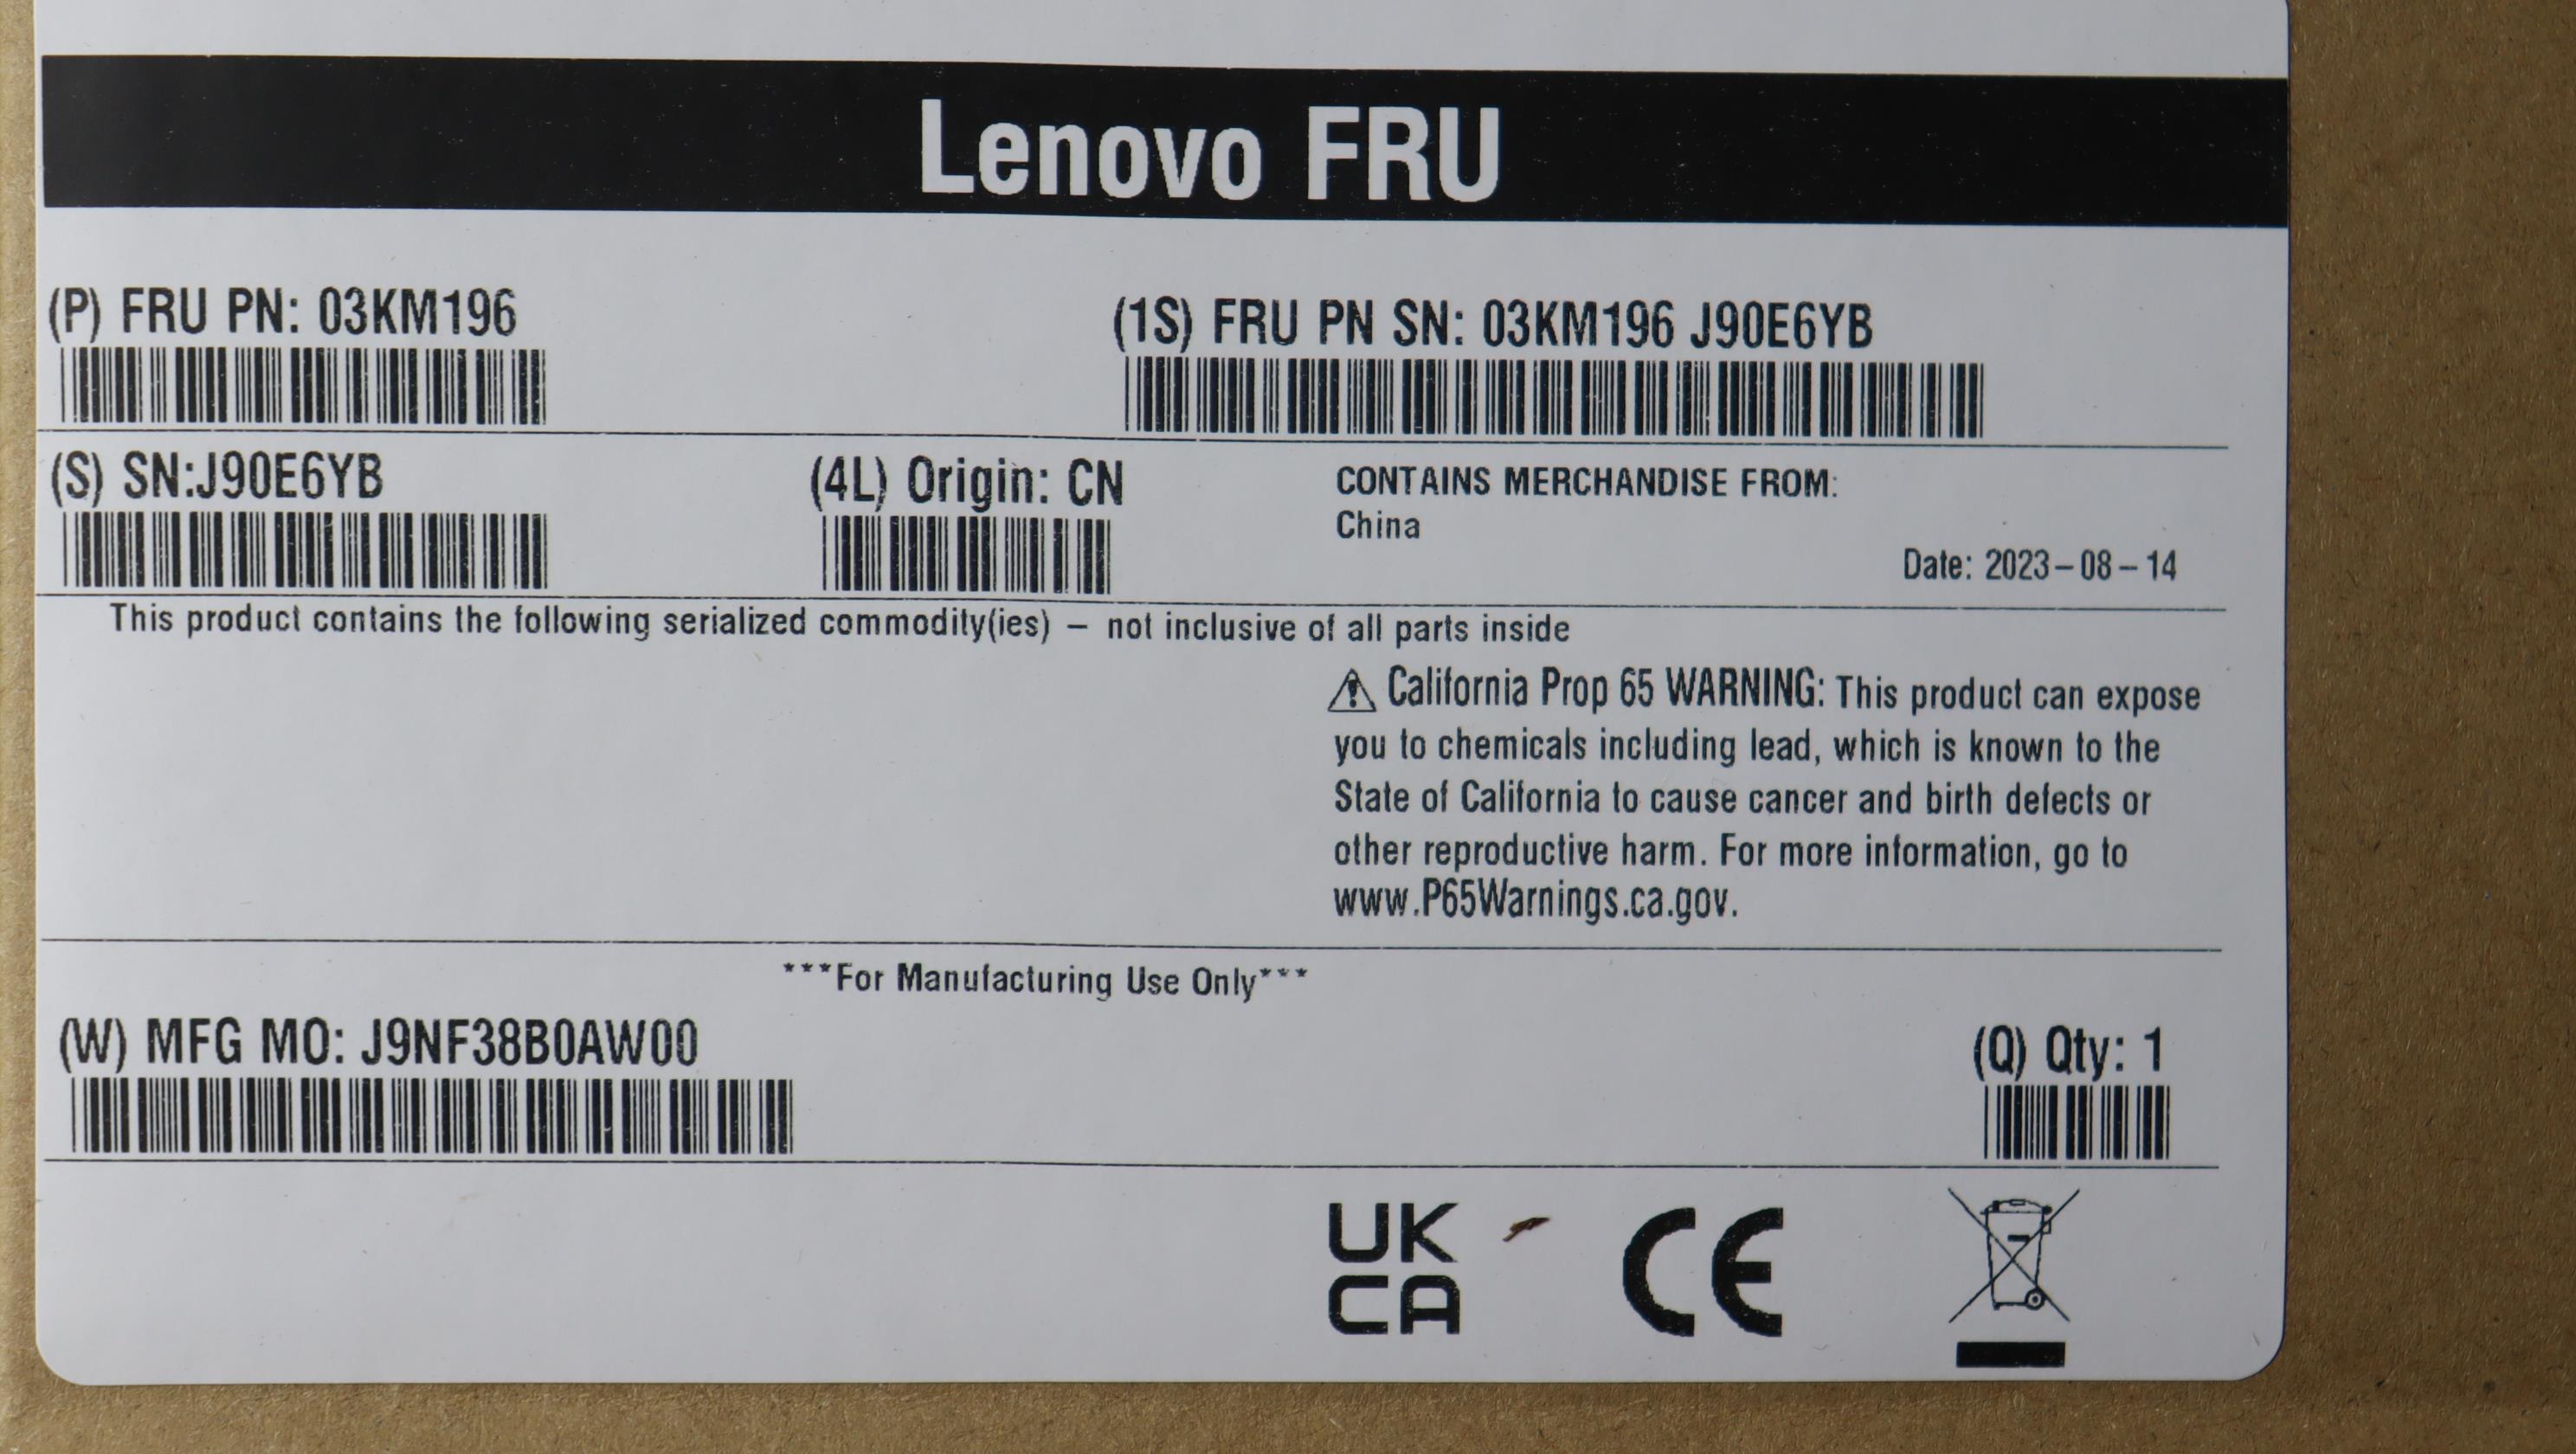 Lenovo FRU
(P) FRU PN: 03KM196
(1S) FRU PN SN: 03KM196 J90E6YB
(S) SN:J90E6YB
(4L) Origin: CN
CONTAINS MERCHANDISE FROM:
China
Date: 2023-08-14
This product contains the following serialized commodity(ies) - not inclusive of all parts inside
⚠ California Prop 65 WARNING: This product can expose
you to chemicals including lead, which is known to the
State of California to cause cancer and birth defects or
other reproductive harm. For more information, go to
www.P65Warnings.ca.gov.
***For Manufacturing Use Only***
(W) MFG MO: J9NF38B0AW00
(Q) Qty: 1
UK
CA
CE